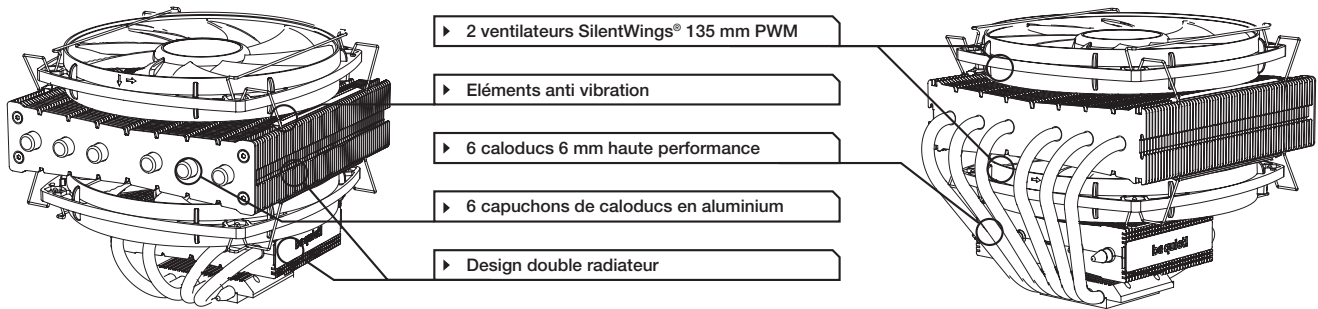 2 ventilateurs SilentWings® 135 mm PWM
Eléments anti vibration
6 caloducs 6 mm haute performance
6 capuchons de caloducs en aluminium
Design double radiateur
be quiet!
be quiet!